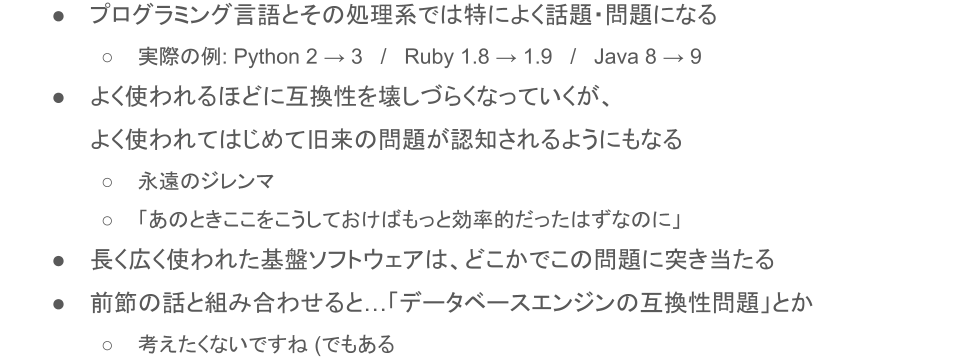 ● プログラミング言語とその処理系では特によく話題・問題になる
○ 実際の例: Python 2 → 3 / Ruby 1.8 → 1.9 / Java 8 → 9
● よく使われるほどに互換性を壊しづらくなっていくが、
よく使われてはじめて旧来の問題が認知されるようにもなる
○ 永遠のジレンマ
○ 「あのときここをこうしておけばもっと効率的だったはずなのに」
● 長く広く使われた基盤ソフトウェアは、どこかでこの問題に突き当たる
● 前節の話と組み合わせると…「データベースエンジンの互換性問題」とか
○ 考えたくないですね (でもある